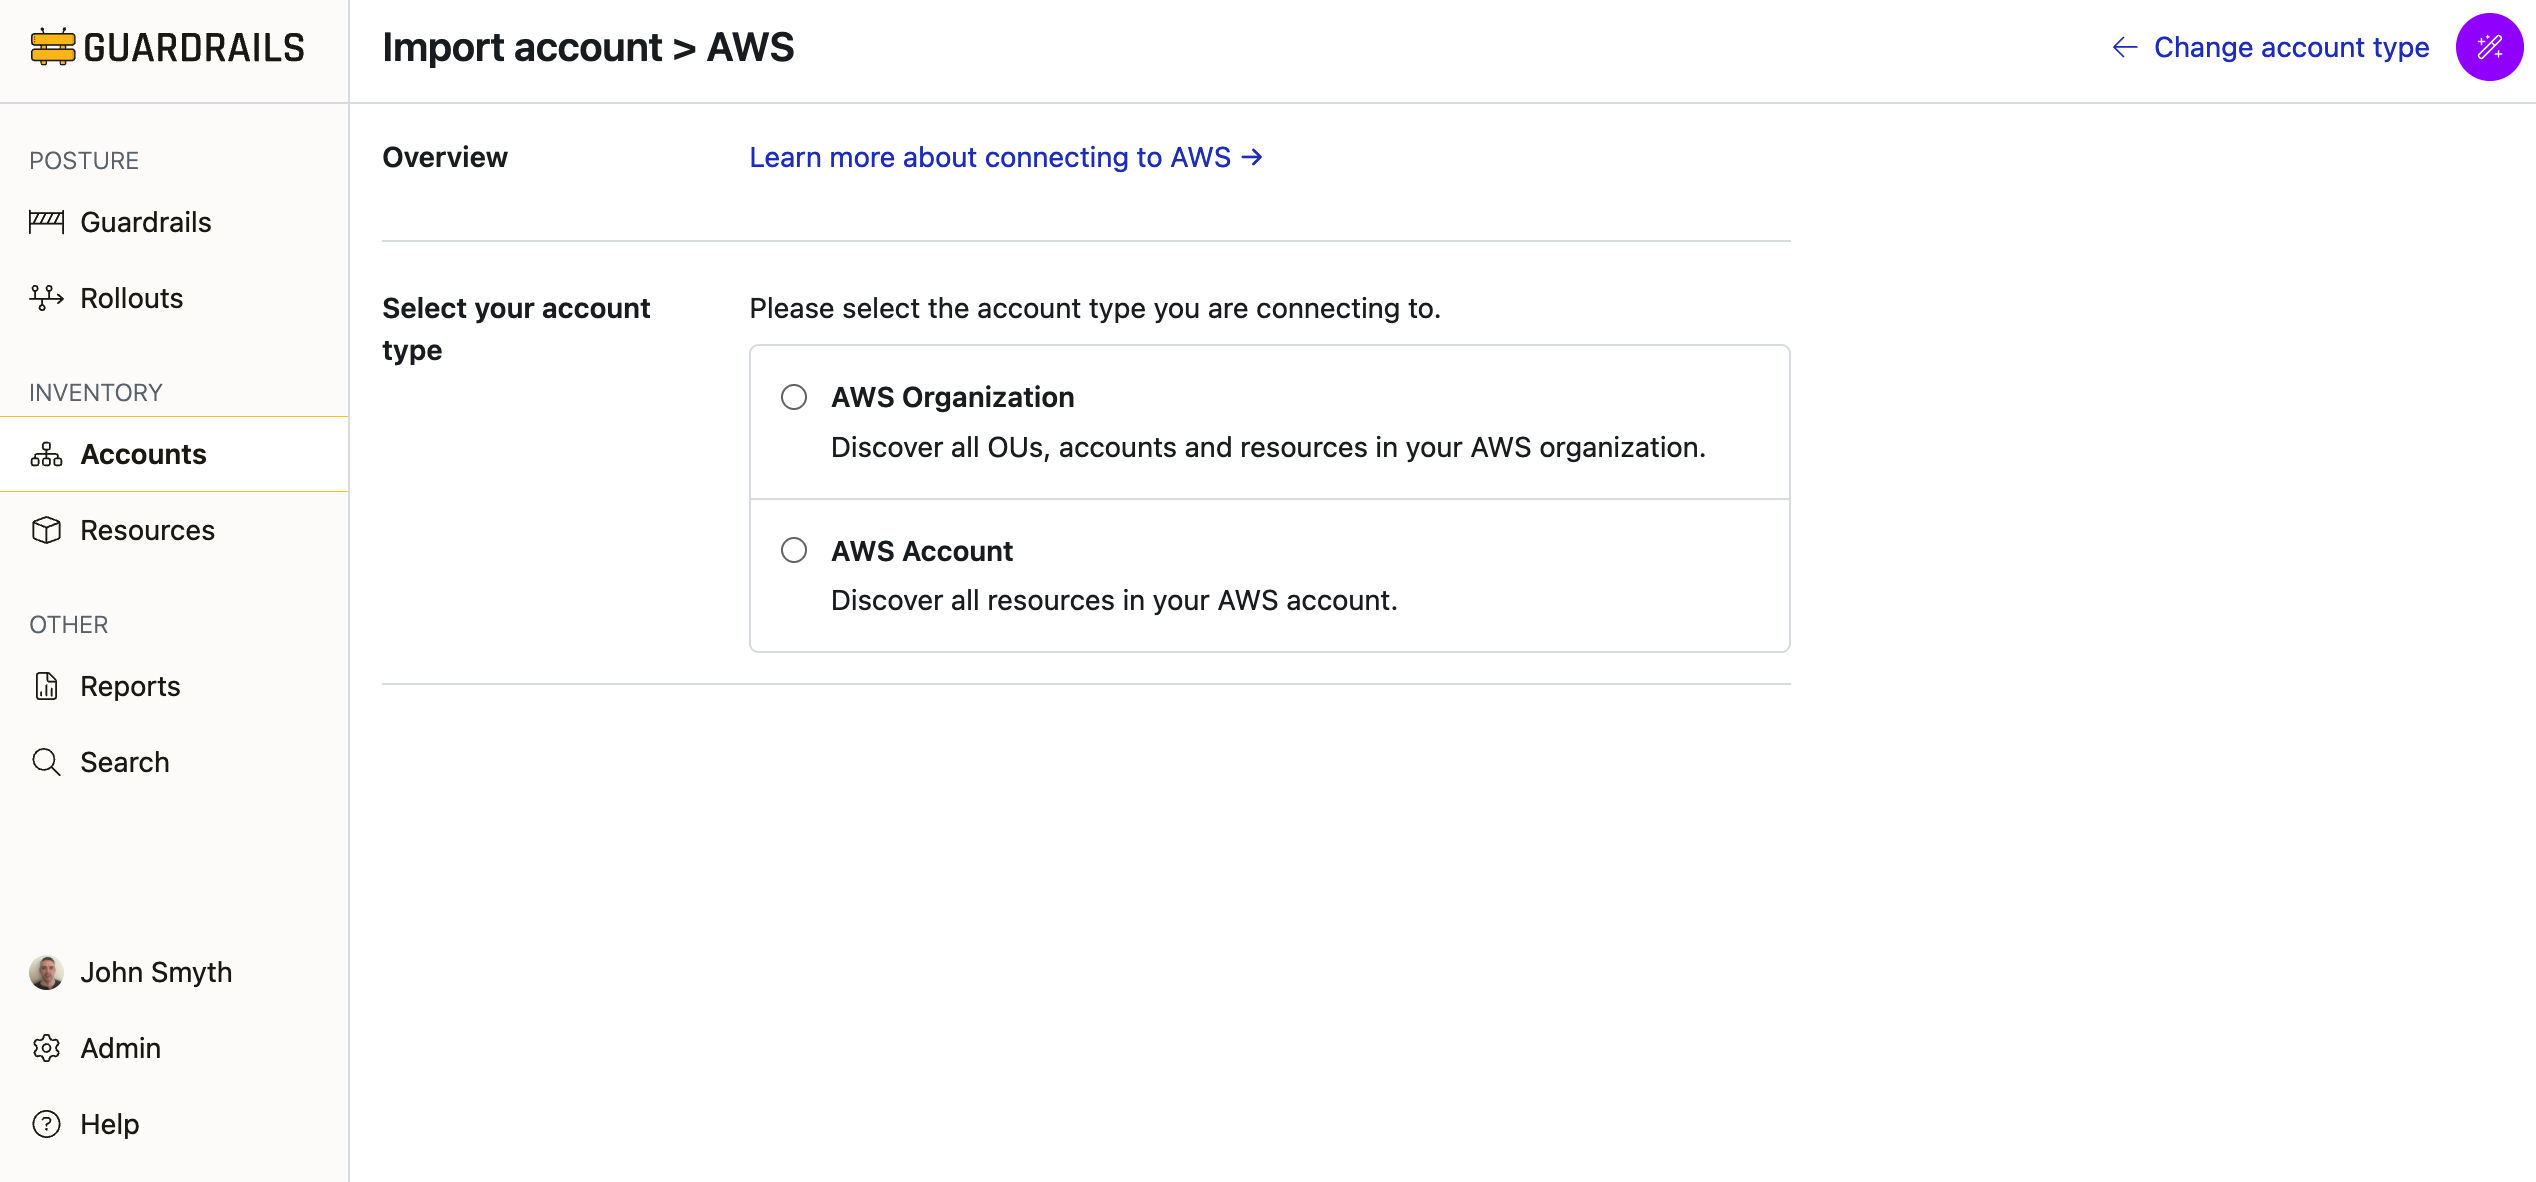 GUARDRAILS
Import account > AWS
← Change account type
POSTURE
Guardrails
Rollouts
INVENTORY
Accounts
Resources
OTHER
Reports
Search
John Smyth
Admin
Help
Overview
Learn more about connecting to AWS →
Select your account
type
Please select the account type you are connecting to.
AWS Organization
Discover all OUs, accounts and resources in your AWS organization.
AWS Account
Discover all resources in your AWS account.